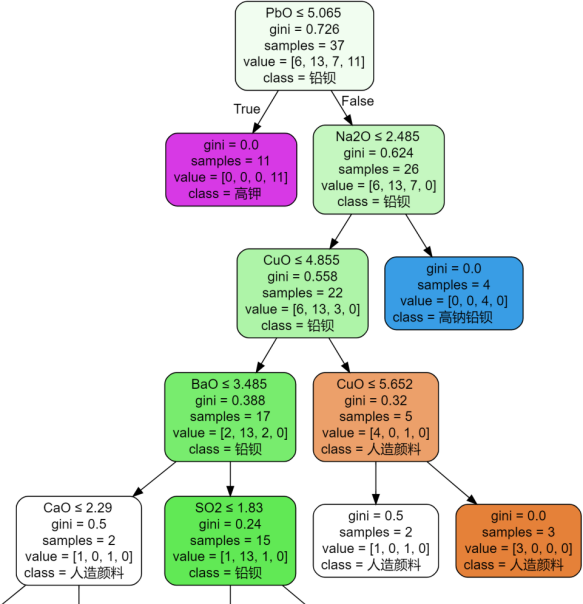 PbO ≤ 5.065
gini = 0.726
samples = 37
value = [6, 13, 7, 11]
class = 铅钡
True
False
gini = 0.0
samples = 11
value = [0, 0, 0, 11]
class = 高钾
Na2O ≤ 2.485
gini = 0.624
samples = 26
value = [6, 13, 7, 0]
class = 铅钡
CuO ≤ 4.855
gini = 0.558
samples = 22
value = [6, 13, 3, 0]
class = 铅钡
gini = 0.0
samples = 4
value = [0, 0, 4, 0]
class = 高钠铅钡
BaO ≤ 3.485
gini = 0.388
samples = 17
value = [2, 13, 2, 0]
class = 铅钡
CuO ≤ 5.652
gini = 0.32
samples = 5
value = [4, 0, 1, 0]
class = 人造颜料
CaO ≤ 2.29
gini = 0.5
samples = 2
value = [1, 0, 1, 0]
class = 人造颜料
SO2 ≤ 1.83
gini = 0.24
samples = 15
value = [1, 13, 1, 0]
class = 铅钡
gini = 0.5
samples = 2
value = [1, 0, 1, 0]
class = 人造颜料
gini = 0.0
samples = 3
value = [3, 0, 0, 0]
class = 人造颜料